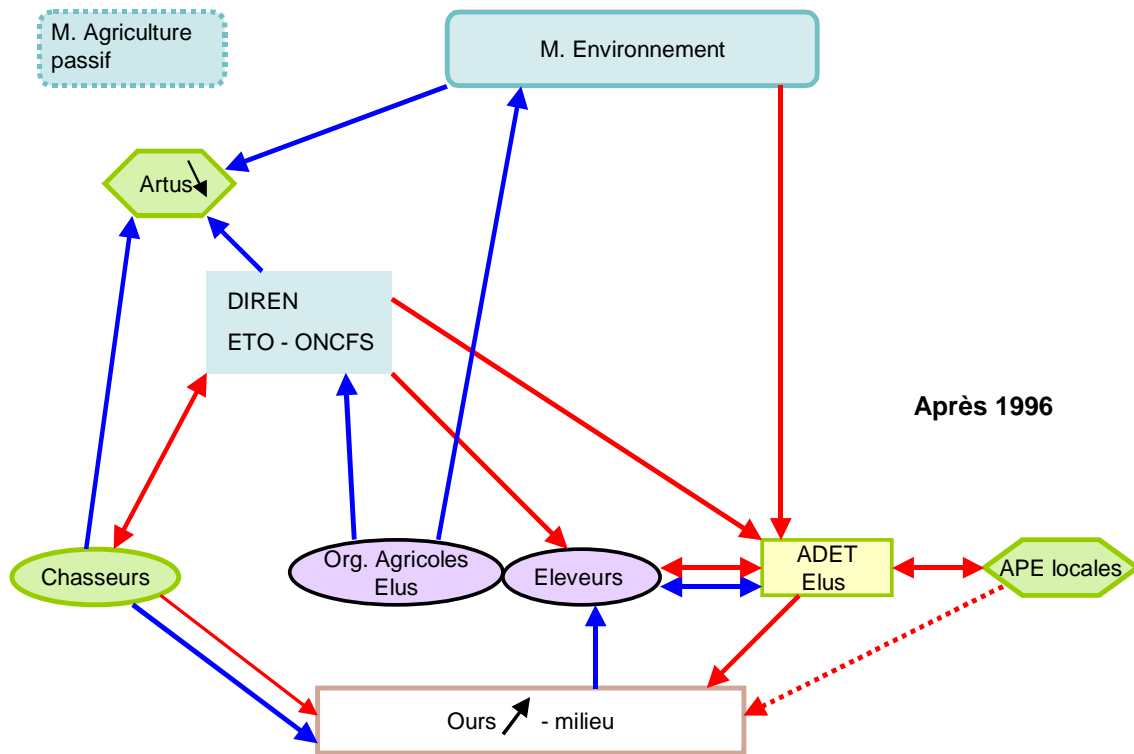 M. Agriculture
passif
M. Environnement
Artus
DIREN
ETO - ONCFS
Après 1996
Chasseurs
Org. Agricoles
Elus
Eleveurs
ADET
Elus
APE locales
Ours - milieu